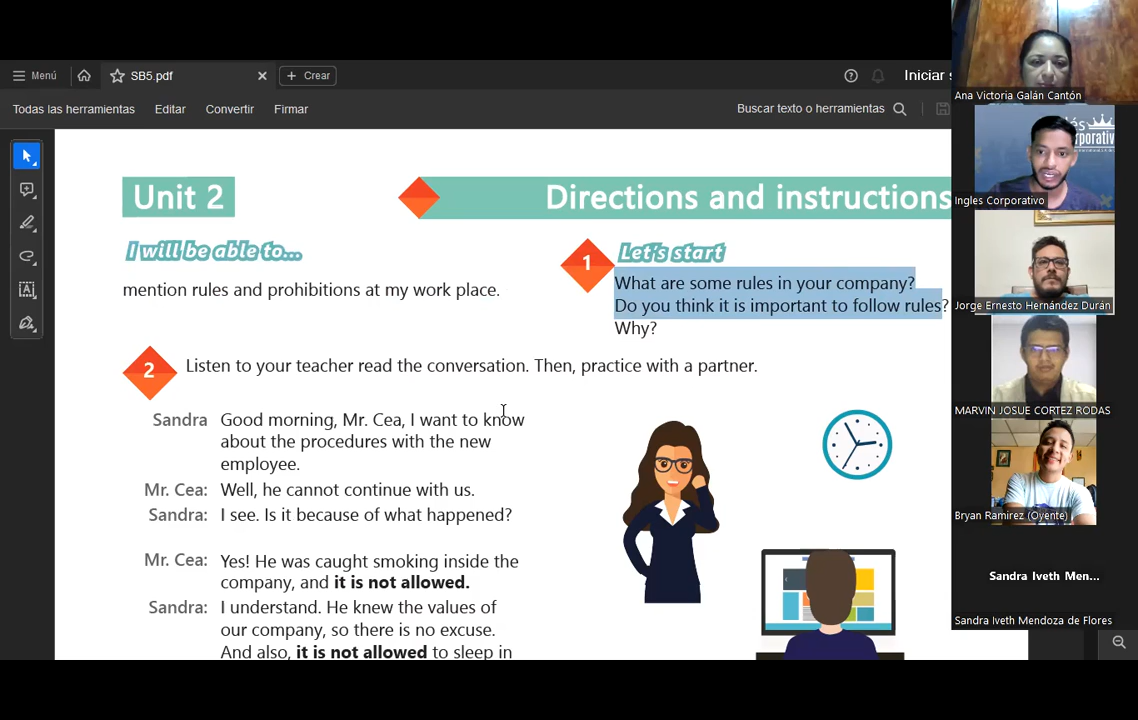 Menú
SB5.pdf
Crear
Iniciar s
Todas las herramientas
Editar
Convertir
Firmar
Buscar texto o herramientas
Unit 2
Directions and instructions
I will be able to...
mention rules and prohibitions at my work place.
1
Let's start
What are some rules in your company?
Do you think it is important to follow rules?
Why?
2
Listen to your teacher read the conversation. Then, practice with a partner.
Sandra Good morning, Mr. Cea, I want to know
about the procedures with the new
employee.
Mr. Cea: Well, he cannot continue with us.
Sandra: I see. Is it because of what happened?
Mr. Cea: Yes! He was caught smoking inside the
company, and it is not allowed.
Sandra: I understand. He knew the values of
our company, so there is no excuse.
And also, it is not allowed to sleep in
Ana Victoria Galán Cantón
Ingles Corporativo
Jorge Ernesto Hernández Durán
MARVIN JOSUE CORTEZ RODAS
Bryan Ramirez (Oyente)
Sandra Iveth Men...
Sandra Iveth Mendoza de Flores